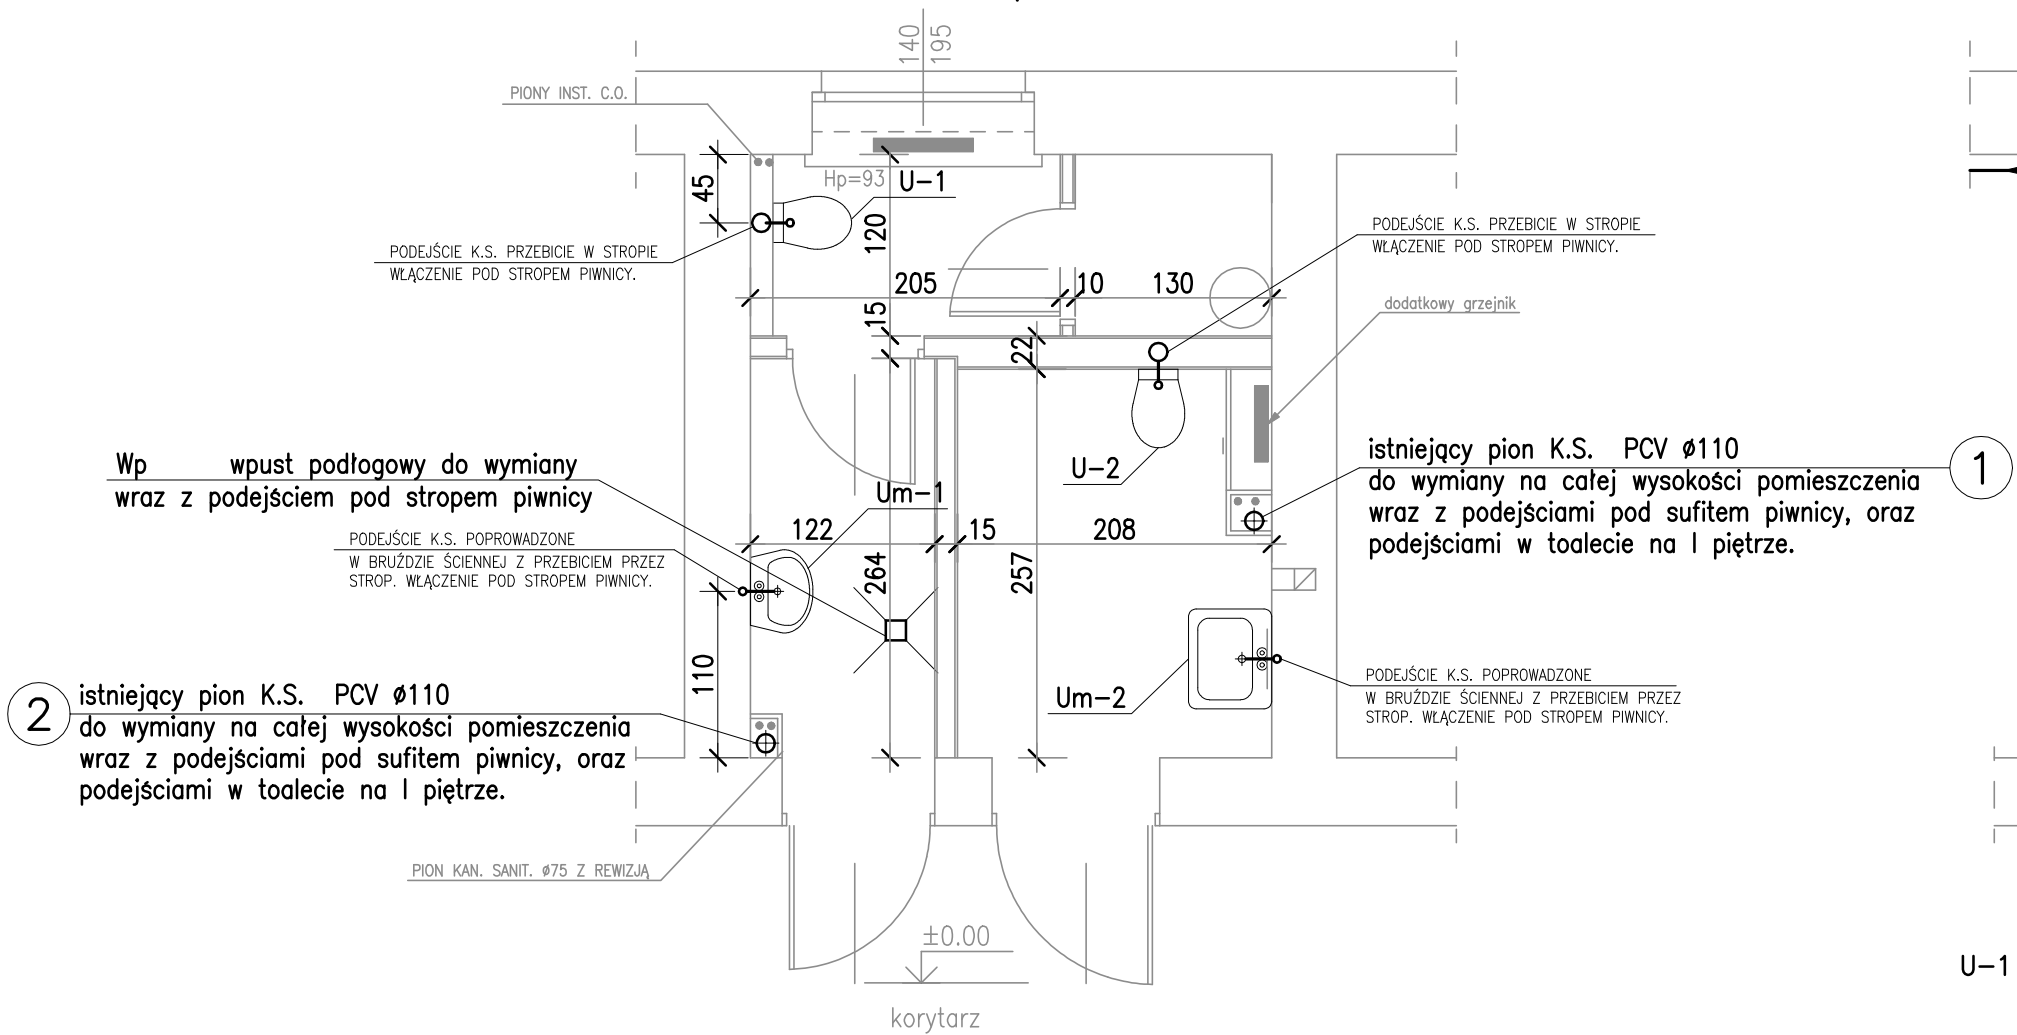 140
195
PIONY INST. C.O.
45
Hp=93
U-1
120
PODEJŚCIE K.S. PRZEBICIE W STROPIE
WŁĄCZENIE POD STROPEM PIWNICY.
PODEJŚCIE K.S. PRZEBICIE W STROPIE
WŁĄCZENIE POD STROPEM PIWNICY.
205
10
130
15
22
dodatkowy grzejnik
Wp wpust podłogowy do wymiany
wraz z podejściem pod stropem piwnicy
U-2
Um-1
istniejący pion K.S. PCV ø110
do wymiany na całej wysokości pomieszczenia
wraz z podejściami pod sufitem piwnicy, oraz
podejściami w toalecie na I piętrze.
1
122
15
208
PODEJŚCIE K.S. POPROWADZONE
W BRUŹDZIE ŚCIENNEJ Z PRZEBICIEM PRZEZ
STROP. WŁĄCZENIE POD STROPEM PIWNICY.
264
257
110
Um-2
PODEJŚCIE K.S. POPROWADZONE
W BRUŹDZIE ŚCIENNEJ Z PRZEBICIEM PRZEZ
STROP. WŁĄCZENIE POD STROPEM PIWNICY.
2
istniejący pion K.S. PCV ø110
do wymiany na całej wysokości pomieszczenia
wraz z podejściami pod sufitem piwnicy, oraz
podejściami w toalecie na I piętrze.
PION KAN. SANIT. ø75 Z REWIZJĄ
±0.00
korytarz
U-1